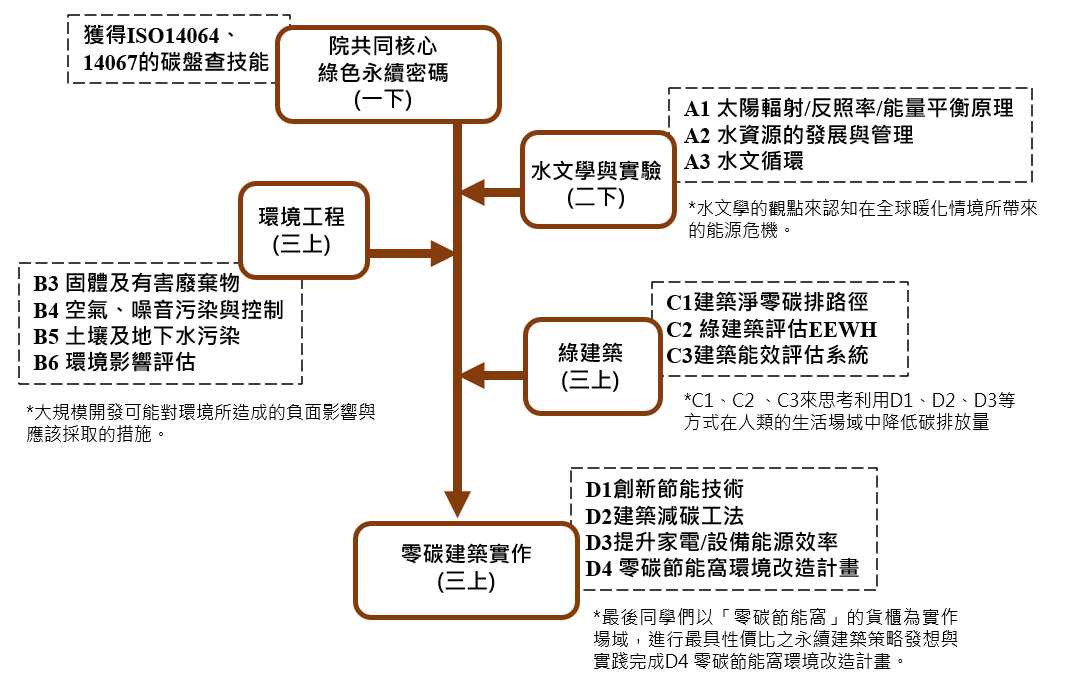 獲得ISO14064、
14067的碳盤查技能
院共同核心
綠色永續密碼
(一下)
A1 太陽輻射/反照率/能量平衡原理
A2 水資源的發展與管理
A3 水文循環
水文學與實驗
(二下)
*水文學的觀點來認知在全球暖化情境所帶來
的能源危機。
環境工程
(三上)
B3 固體及有害廢棄物
B4 空氣、噪音污染與控制
B5 土壤及地下水污染
B6 環境影響評估
*大規模開發可能對環境所造成的負面影響與
應該採取的措施。
C1建築淨零碳排路徑
C2 綠建築評估EEWH
C3建築能效評估系統
綠建築
(三上)
*C1、C2 、C3來思考利用D1、D2、D3等
方式在人類的生活場域中降低碳排放量
D1創新節能技術
D2建築減碳工法
D3提升家電/設備能源效率
D4 零碳節能窩環境改造計畫
零碳建築實作
(三上)
*最後同學們以「零碳節能窩」的貨櫃為實作
場域，進行最具性價比之永續建築策略發想與
實踐完成D4 零碳節能窩環境改造計畫。